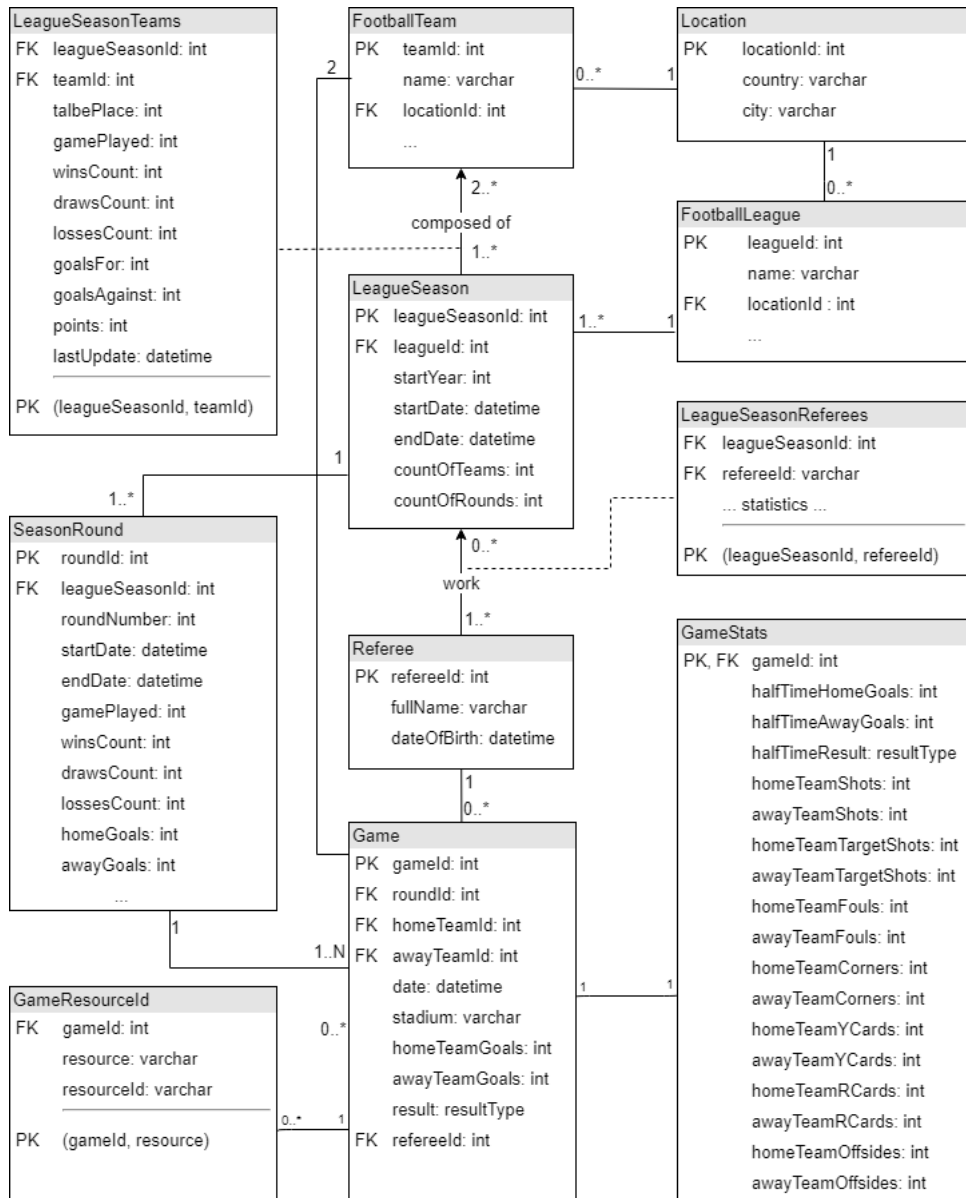 LeagueSeasonTeams
FK leagueSeasonId: int
FK teamId: int
talbePlace: int
gamePlayed: int
winsCount: int
drawsCount: int
lossesCount: int
goalsFor: int
goalsAgainst: int
points: int
lastUpdate: datetime
PK (leagueSeasonId, teamId)
FootballTeam
PK teamId: int
name: varchar
FK locationId: int
...
2
0..*
1
Location
PK locationId: int
country: varchar
city: varchar
1
0..*
2..*
composed of
1..*
FootballLeague
PK leagueId: int
name: varchar
FK locationId : int
...
LeagueSeason
PK leagueSeasonId: int
FK leagueId: int
startYear: int
startDate: datetime
endDate: datetime
countOfTeams: int
countOfRounds: int
1..*
1
1
1..*
LeagueSeasonReferees
FK leagueSeasonId: int
FK refereeId: varchar
... statistics ...
PK (leagueSeasonId, refereeId)
SeasonRound
PK roundId: int
FK leagueSeasonId: int
roundNumber: int
startDate: datetime
endDate: datetime
gamePlayed: int
winsCount: int
drawsCount: int
lossesCount: int
homeGoals: int
awayGoals: int
...
0..*
work
1..*
Referee
PK refereeId: int
fullName: varchar
dateOfBirth: datetime
1
0..*
GameStats
PK, FK gameId: int
halfTimeHomeGoals: int
halfTimeAwayGoals: int
halfTimeResult: resultType
homeTeamShots: int
awayTeamShots: int
homeTeamTargetShots: int
awayTeamTargetShots: int
homeTeamFouls: int
awayTeamFouls: int
homeTeamCorners: int
awayTeamCorners: int
homeTeamYCards: int
awayTeamYCards: int
homeTeamRCards: int
awayTeamRCards: int
homeTeamOffsides: int
awayTeamOffsides: int
Game
PK gameId: int
FK roundId: int
FK homeTeamId: int
FK awayTeamId: int
date: datetime
stadium: varchar
homeTeamGoals: int
awayTeamGoals: int
result: resultType
FK refereeId: int
1
1..N
1
1
0..*
GameResourceId
FK gameId: int
resource: varchar
resourceId: varchar
PK (gameId, resource)
0..*
1